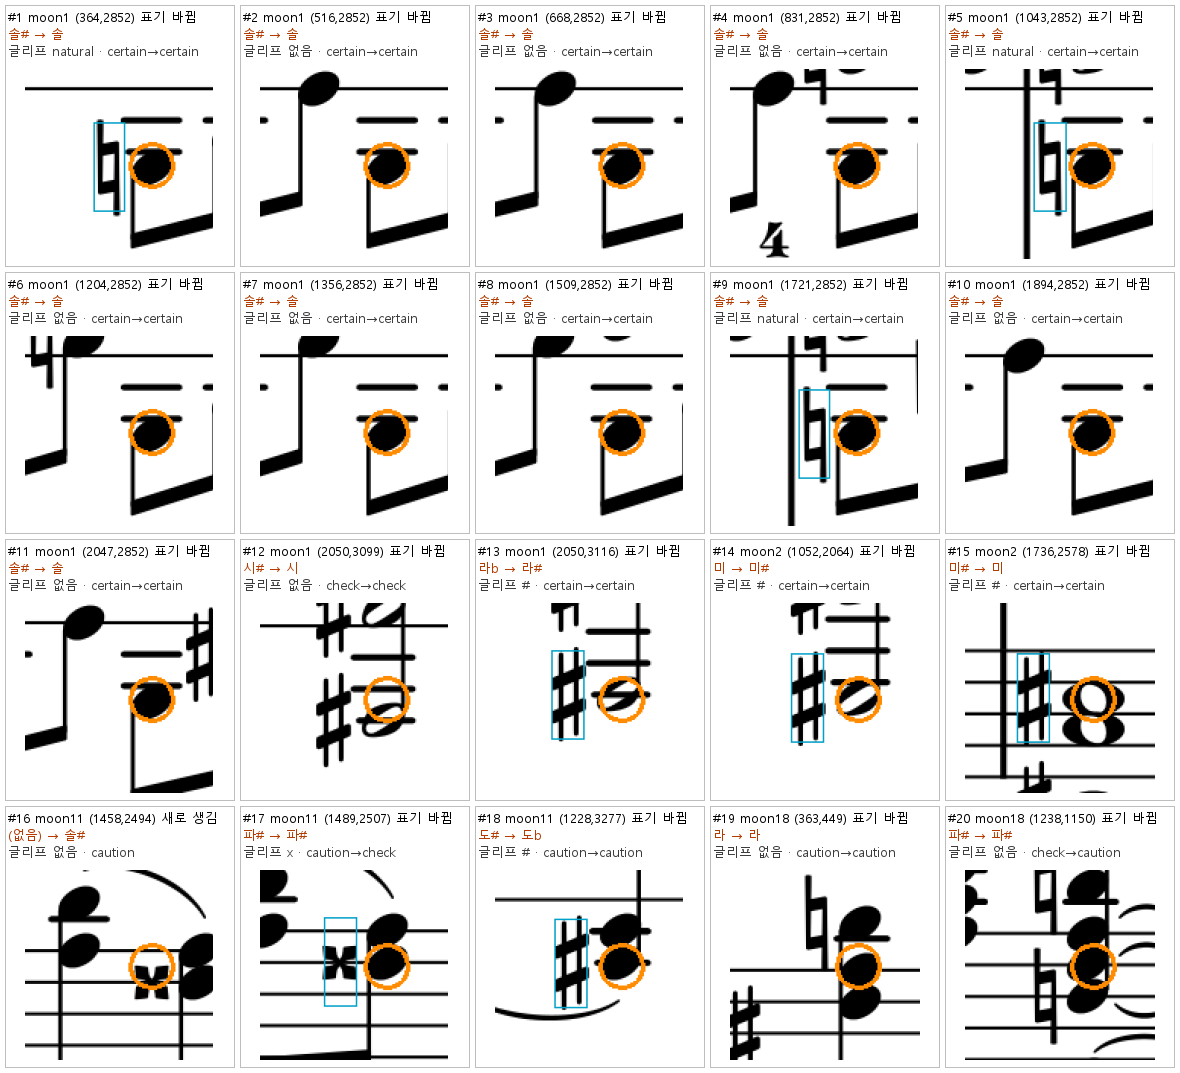 #1 moon1 (364,2852) 표기 바뀜
솔# → 솔
글리프 natural · certain→certain
#2 moon1 (516,2852) 표기 바뀜
솔# → 솔
글리프 없음 · certain→certain
#3 moon1 (668,2852) 표기 바뀜
솔# → 솔
글리프 없음 · certain→certain
#4 moon1 (831,2852) 표기 바뀜
솔# → 솔
글리프 없음 · certain→certain
4
#5 moon1 (1043,2852) 표기 바뀜
솔# → 솔
글리프 natural · certain→certain
#6 moon1 (1204,2852) 표기 바뀜
솔# → 솔
글리프 없음 · certain→certain
#7 moon1 (1356,2852) 표기 바뀜
솔# → 솔
글리프 없음 · certain→certain
#8 moon1 (1509,2852) 표기 바뀜
솔# → 솔
글리프 없음 · certain→certain
#9 moon1 (1721,2852) 표기 바뀜
솔# → 솔
글리프 natural · certain→certain
#10 moon1 (1894,2852) 표기 바뀜
솔# → 솔
글리프 없음 · certain→certain
#11 moon1 (2047,2852) 표기 바뀜
솔# → 솔
글리프 없음 · certain→certain
#12 moon1 (2050,3099) 표기 바뀜
시# → 시
글리프 없음 · check→check
#13 moon1 (2050,3116) 표기 바뀜
라b → 라#
글리프 # · certain→certain
#14 moon2 (1052,2064) 표기 바뀜
미 → 미#
글리프 # · certain→certain
#15 moon2 (1736,2578) 표기 바뀜
미# → 미
글리프 # · certain→certain
#16 moon11 (1458,2494) 새로 생김
(없음) → 솔#
글리프 없음 · caution
#17 moon11 (1489,2507) 표기 바뀜
파# → 파#
글리프 x · caution→check
#18 moon11 (1228,3277) 표기 바뀜
도# → 도b
글리프 # · caution→caution
#19 moon18 (363,449) 표기 바뀜
라 → 라
글리프 없음 · caution→caution
#20 moon18 (1238,1150) 표기 바뀜
파# → 파#
글리프 없음 · check→caution